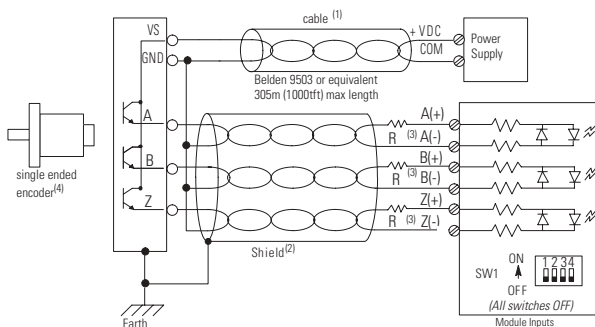 cable (1)
VS
+ VDC
COM
Power
Supply
GND
Belden 9503 or equivalent
305m (1000tft) max length
A
A(+)
R (3) A(-)
B
B(+)
R (3) B(-)
Z
Z(+)
R (3) Z(-)
single ended
encoder(4)
Shield(2)
SW1
ON
OFF
1 2 3 4
(All switches OFF)
Earth
Module Inputs